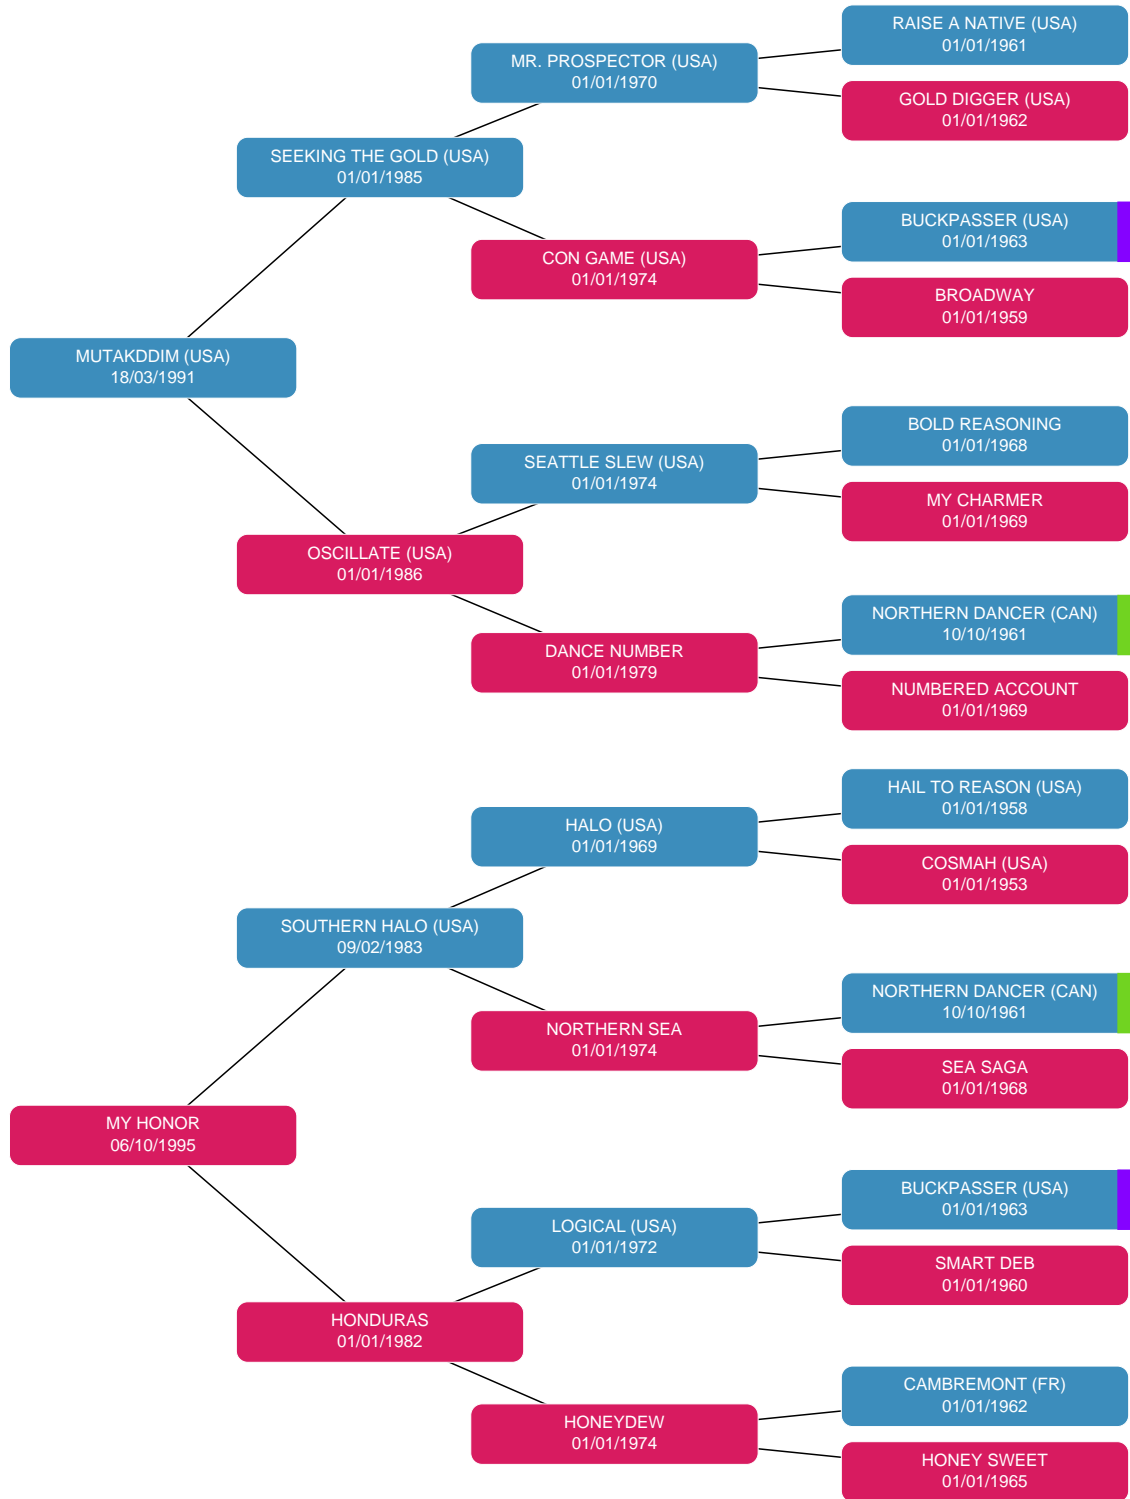 RAISE A NATIVE (USA)
01/01/1961
MR. PROSPECTOR (USA)
01/01/1970
GOLD DIGGER (USA)
01/01/1962
SEEKING THE GOLD (USA)
01/01/1985
BUCKPASSER (USA)
01/01/1963
CON GAME (USA)
01/01/1974
BROADWAY
01/01/1959
MUTAKDDIM (USA)
18/03/1991
BOLD REASONING
01/01/1968
SEATTLE SLEW (USA)
01/01/1974
MY CHARMER
01/01/1969
OSCILLATE (USA)
01/01/1986
NORTHERN DANCER (CAN)
10/10/1961
DANCE NUMBER
01/01/1979
NUMBERED ACCOUNT
01/01/1969
HAIL TO REASON (USA)
01/01/1958
HALO (USA)
01/01/1969
COSMAH (USA)
01/01/1953
SOUTHERN HALO (USA)
09/02/1983
NORTHERN DANCER (CAN)
10/10/1961
NORTHERN SEA
01/01/1974
SEA SAGA
01/01/1968
MY HONOR
06/10/1995
BUCKPASSER (USA)
01/01/1963
LOGICAL (USA)
01/01/1972
SMART DEB
01/01/1960
HONDURAS
01/01/1982
CAMBREMONT (FR)
01/01/1962
HONEYDEW
01/01/1974
HONEY SWEET
01/01/1965